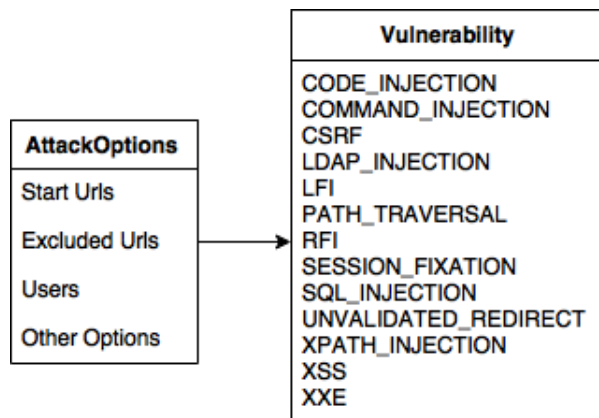 Vulnerability
CODE_INJECTION
COMMAND_INJECTION
CSRF
LDAP_INJECTION
LFI
PATH_TRAVERSAL
RFI
SESSION_FIXATION
SQL_INJECTION
UNVALIDATED_REDIRECT
XPATH_INJECTION
XSS
XXE
AttackOptions
Start Urls
Excluded Urls
Users
Other Options